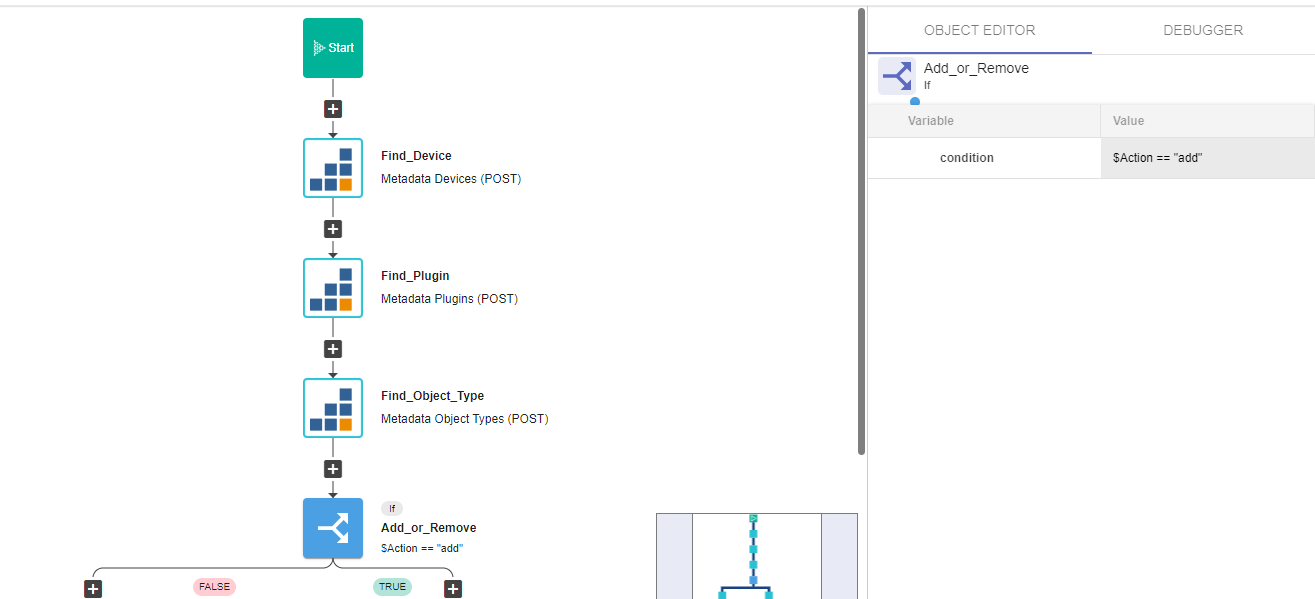 Start
Find_Device
Metadata Devices (POST)
Find_Plugin
Metadata Plugins (POST)
Find_Object_Type
Metadata Object Types (POST)
If
Add_or_Remove
$Action == "add"
FALSE
TRUE
OBJECT EDITOR
DEBUGGER
Add_or_Remove
If
Variable
Value
condition
$Action == "add"